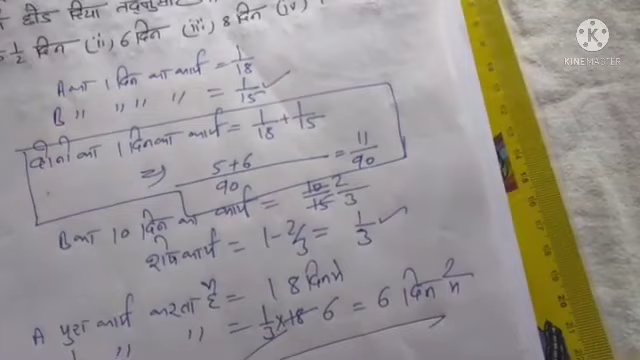 छोड़ दिया तदनुसार
1/2 दिन (ii) 6 दिन (iii) 8 दिन (iv)
A का 1 दिन का कार्य = 1/18
B " " " " = 1/15
दोनों का 1 दिन का कार्य = 1/18 + 1/15
⇒ 5+6/90 = 11/90
B का 10 दिन का कार्य = 10/15 2/3
शेष कार्य = 1 - 2/3 = 1/3
A पुरा कार्य करता है = 18 दिन में
" " = 1/3 × 18 6 = 6 दिन में
KINEMASTER